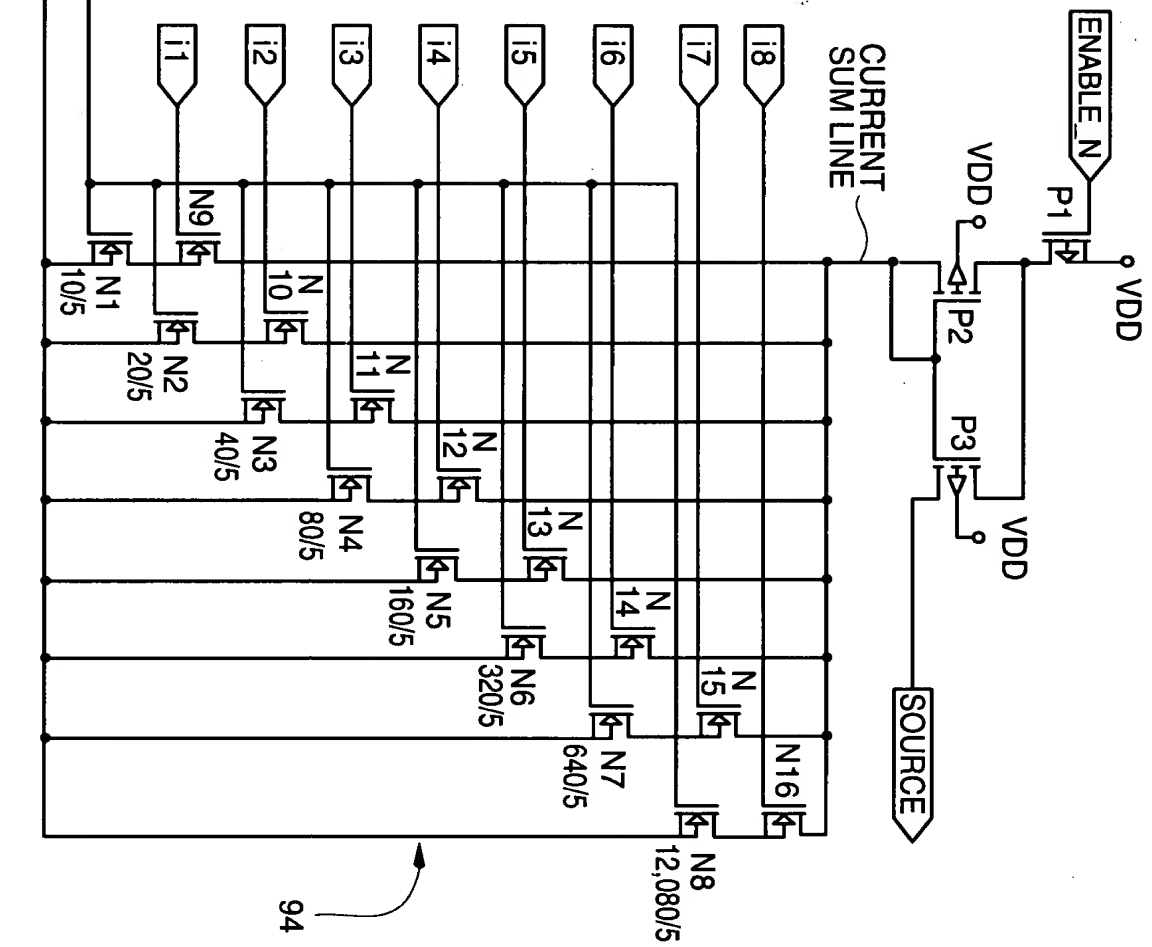 ENABLE_N
VDD
P1
VDD
P2
P3
VDD
SOURCE
CURRENT
SUM LINE
i8
i7
i6
i5
i4
i3
i2
i1
N9
N
10
N
11
N
12
N
13
N
14
N
15
N16
N1
10/5
N2
20/5
N3
40/5
N4
80/5
N5
160/5
N6
320/5
N7
640/5
N8
12,080/5
94